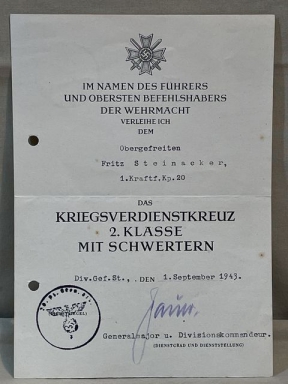 IM NAMEN DES FÜHRERS
UND OBERSTEN BEFEHLSHABERS
DER WEHRMACHT
VERLEIHE ICH
DEM
Obergefreiten
Fritz Steinacker,
1.Kraftf.Kp.20
DAS
KRIEGSVERDIENSTKREUZ
2. KLASSE
MIT SCHWERTERN
Div.Gef.St., DEN 1.September 1943.
Generalmajor u. Divisionskommandeur.
(DIENSTGRAD UND DIENSTSTELLUNG)